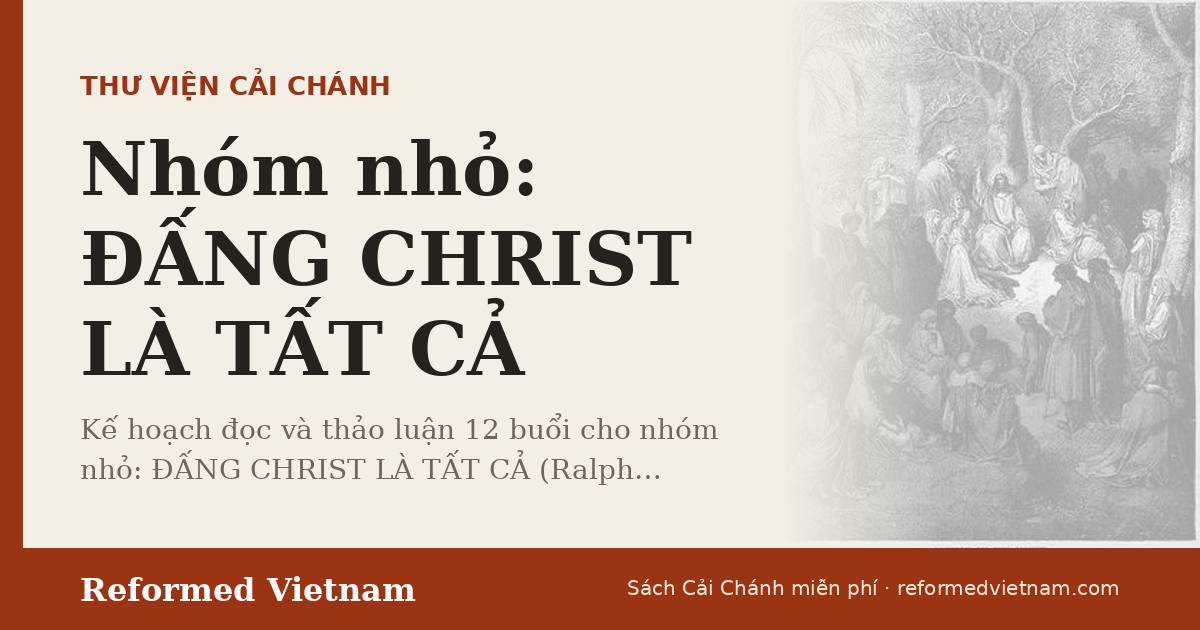 THƯ VIỆN CẢI CHÁNH
Nhóm nhỏ:
ĐẤNG CHRIST
LÀ TẤT CẢ
Kế hoạch đọc và thảo luận 12 buổi cho nhóm
nhỏ: ĐẤNG CHRIST LÀ TẤT CẢ (Ralph...
Reformed Vietnam
Sách Cải Chánh miễn phí · reformedvietnam.com